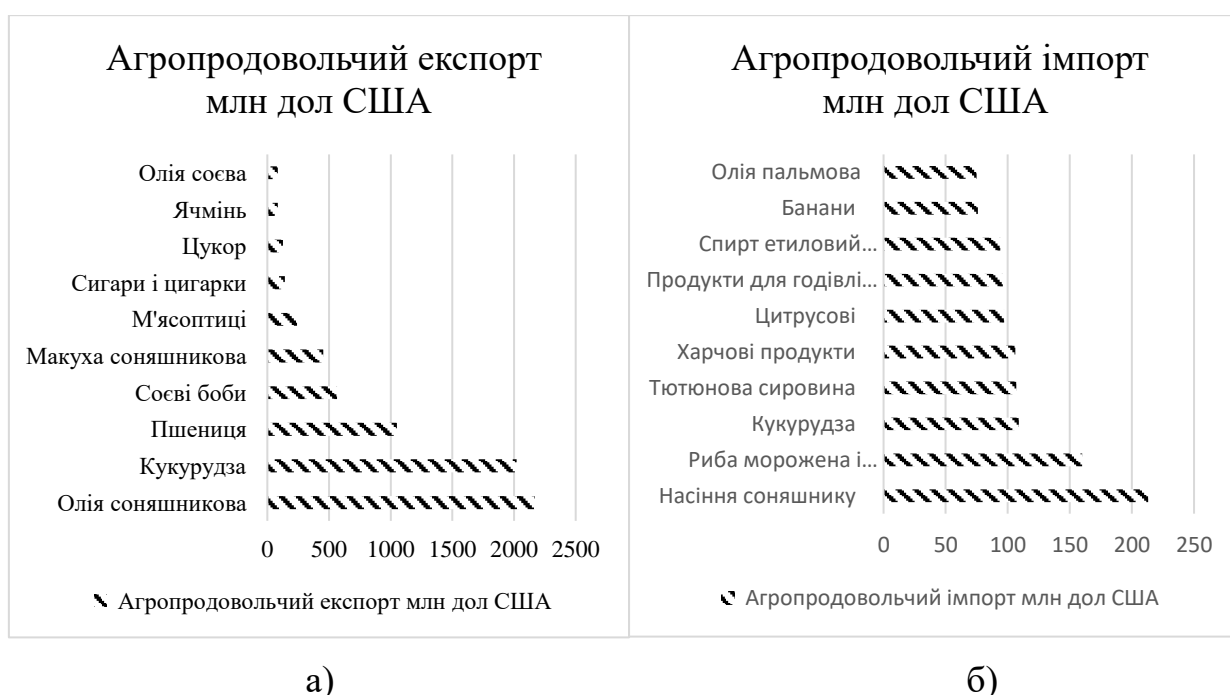 Агропродовольчий експорт
млн дол США
Олія соєва
Ячмінь
Цукор
Сигари і цигарки
М'ясоптиці
Макуха соняшникова
Соєві боби
Пшениця
Кукурудза
Олія соняшникова
0 500 1000 1500 2000 2500
Агропродовольчий експорт млн дол США
а)
Агропродовольчий імпорт
млн дол США
Олія пальмова
Банани
Спирт етиловий...
Продукти для годівлі...
Цитрусові
Харчові продукти
Тютюнова сировина
Кукурудза
Риба морожена і...
Насіння соняшнику
0 50 100 150 200 250
Агропродовольчий імпорт млн дол США
б)